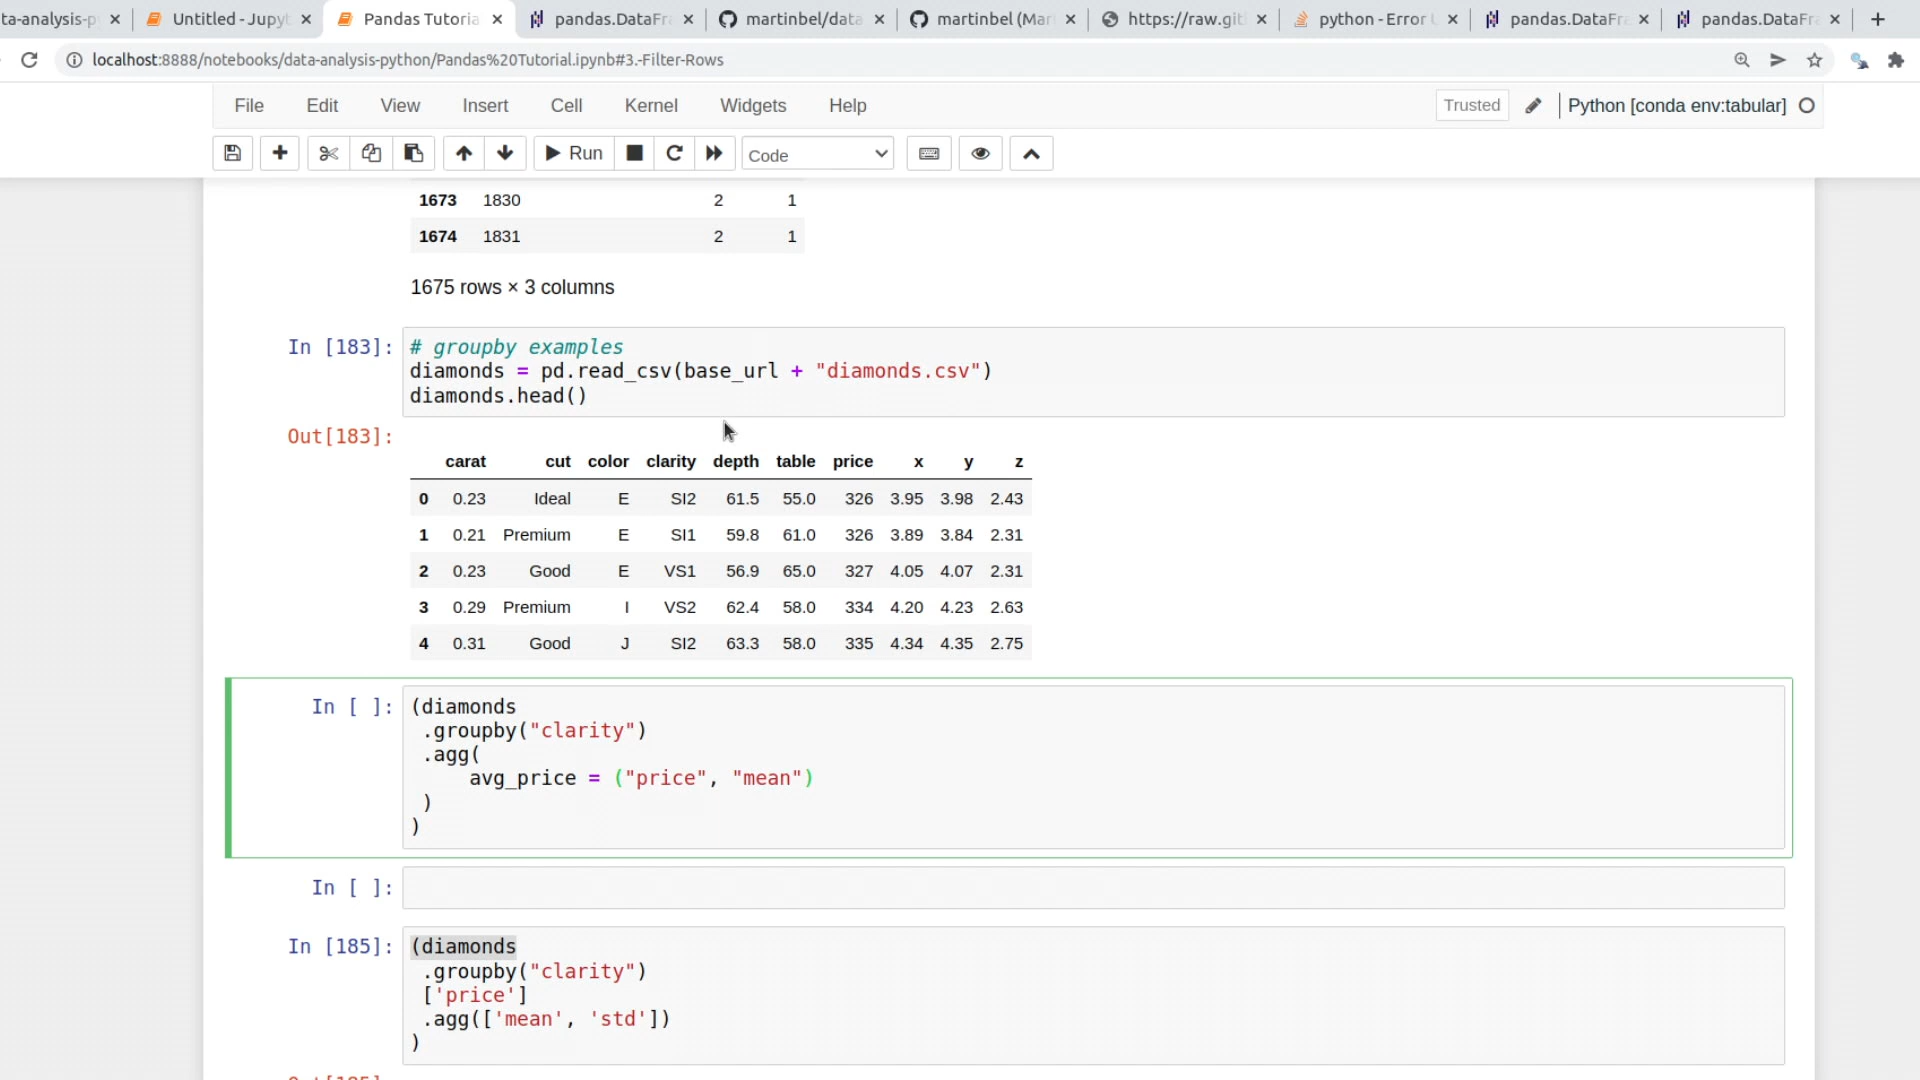 ta-analysis-p
Untitled - Jupyt
Pandas Tutoria
pandas.DataFra
martinbel/data
martinbel (Mar
https://raw.git
python - Error
pandas.DataFra
pandas.DataFra
localhost:8888/notebooks/data-analysis-python/Pandas%20Tutorial.ipynb#3.-Filter-Rows
File Edit View Insert Cell Kernel Widgets Help Trusted Python [conda env:tabular]
Run Code
1673 1830 2 1
1674 1831 2 1
1675 rows × 3 columns
In [183]: # groupby examples
diamonds = pd.read_csv(base_url + "diamonds.csv")
diamonds.head()
Out[183]:
carat cut color clarity depth table price x y z
0 0.23 Ideal E SI2 61.5 55.0 326 3.95 3.98 2.43
1 0.21 Premium E SI1 59.8 61.0 326 3.89 3.84 2.31
2 0.23 Good E VS1 56.9 65.0 327 4.05 4.07 2.31
3 0.29 Premium I VS2 62.4 58.0 334 4.20 4.23 2.63
4 0.31 Good J SI2 63.3 58.0 335 4.34 4.35 2.75
In [ ]: (diamonds
.groupby("clarity")
.agg(
avg_price = ("price", "mean")
)
)
In [ ]:
In [185]: (diamonds
.groupby("clarity")
['price']
.agg(['mean', 'std'])
)